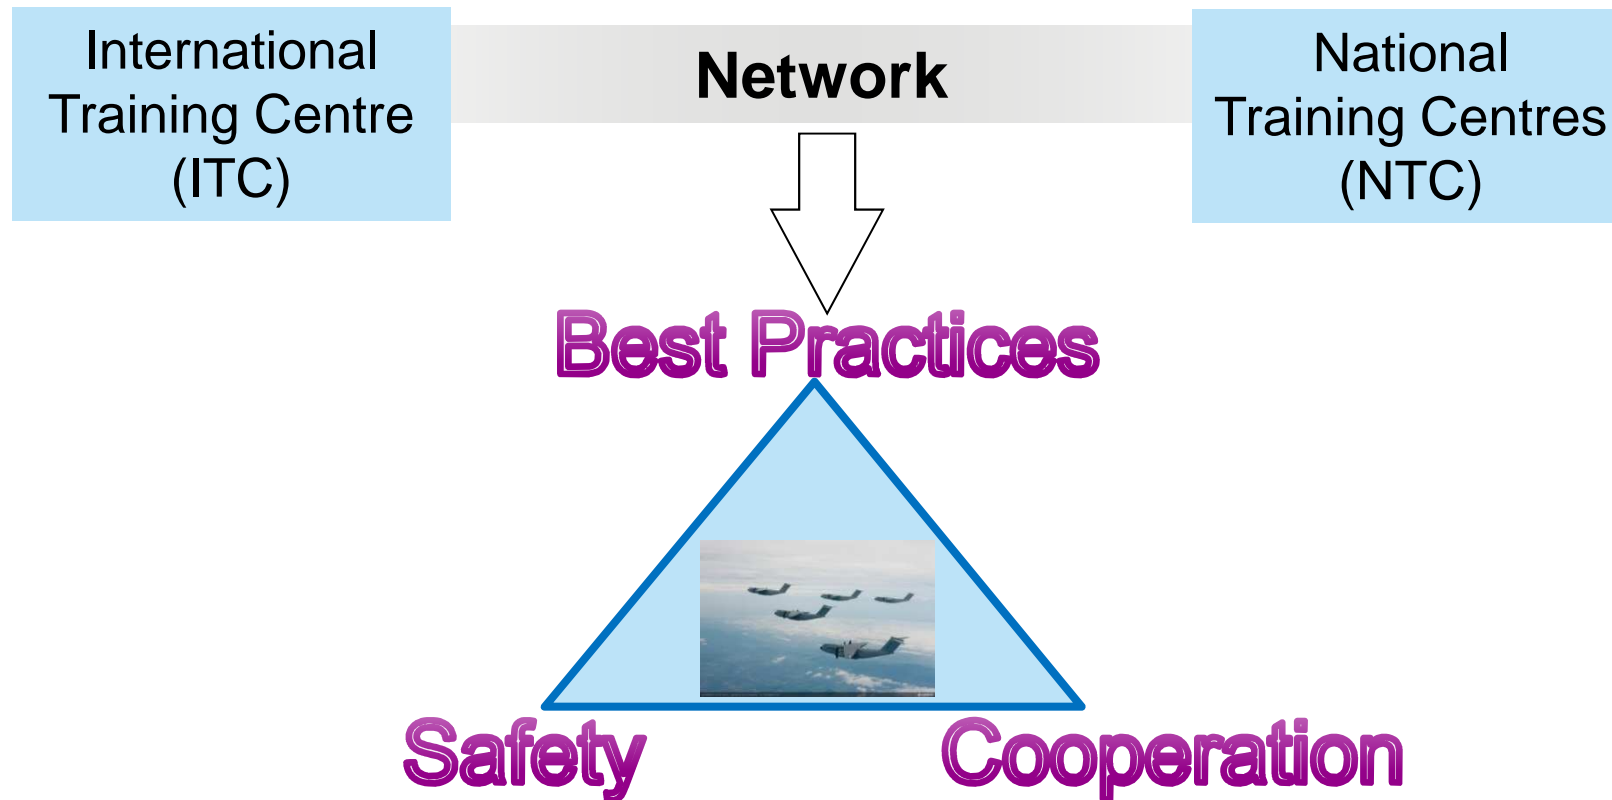 International
Training Centre
(ITC)
Network
National
Training Centres
(NTC)
Best Practices
Safety
Cooperation